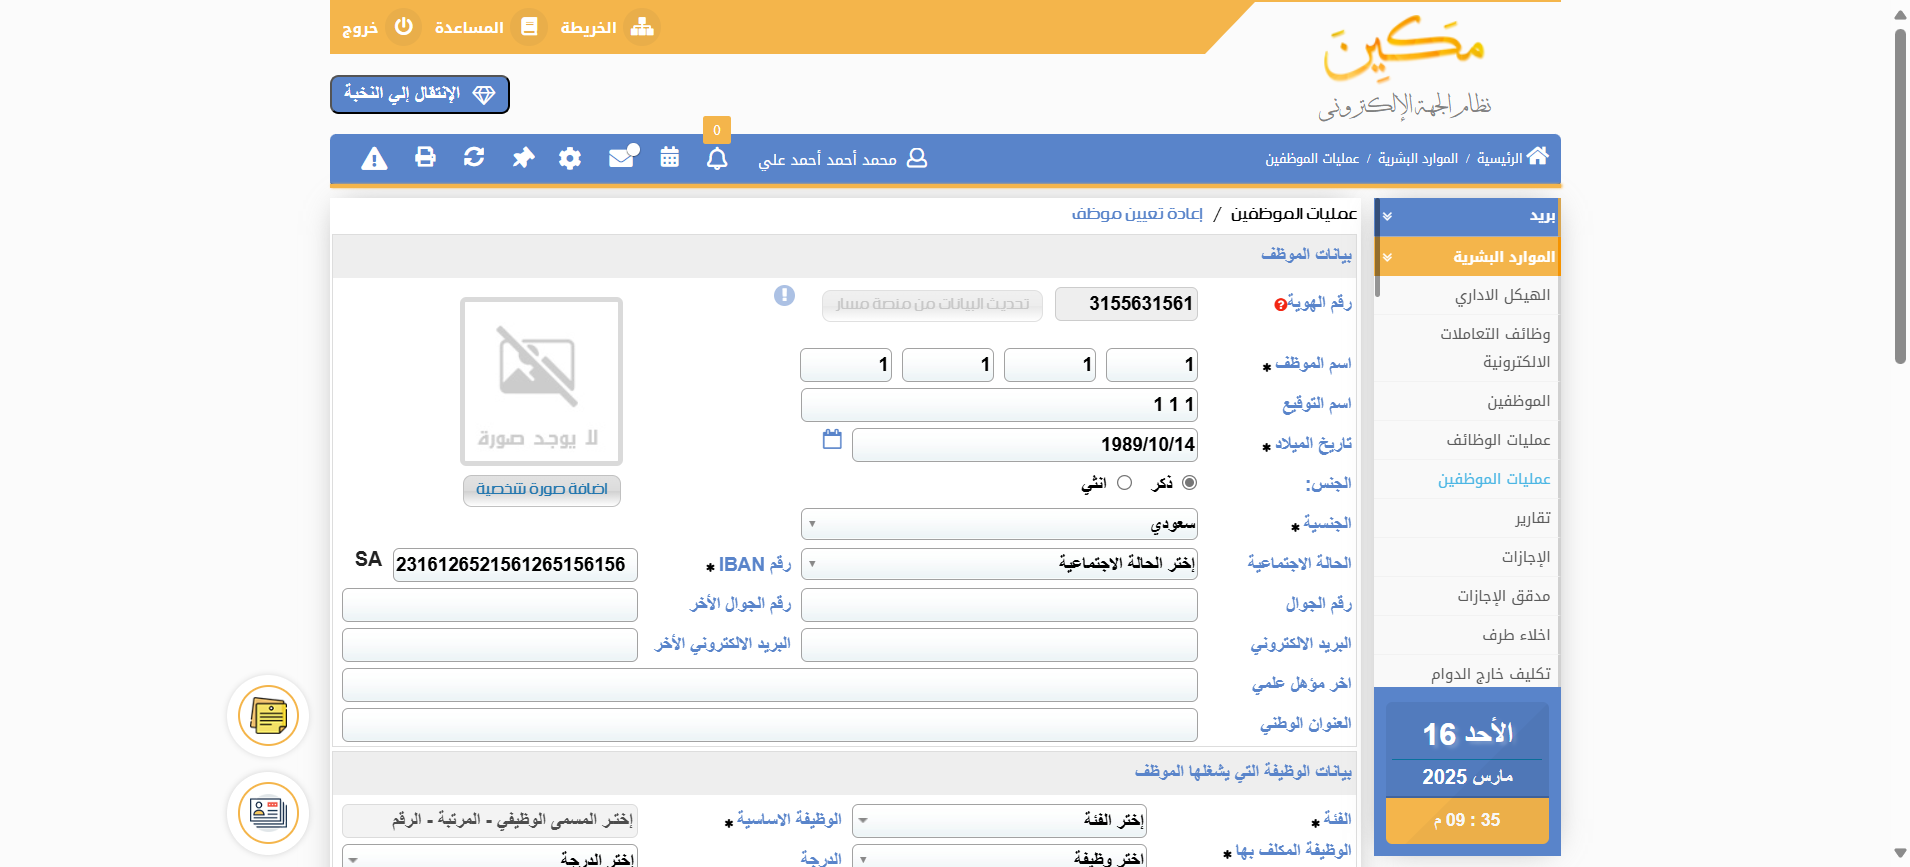 الخريطة
المساعدة
خروج
مكين
نظام الجهة الإلكتروني
الإنتقال إلي النخبة
0
الرئيسية / الموارد البشرية / عمليات الموظفين
محمد أحمد أحمد علي
بريد
الموارد البشرية
الهيكل الاداري
وظائف التعاملات
الالكترونية
الموظفين
عمليات الوظائف
عمليات الموظفين
تقارير
الإجازات
مدقق الإجازات
اخلاء طرف
تكليف خارج الدوام
الأحد 16
مارس 2025
09 : 35 م
عمليات الموظفين / إعادة تعيين موظف
بيانات الموظف
رقم الهوية 3155631561 تحديث البيانات من منصة مسار
اسم الموظف * 1 1 1 1
اسم التوقيع 1 1 1
تاريخ الميلاد * 1989/10/14
الجنس: ذكر انثي
الجنسية * سعودي
لا يوجد صورة
اضافة صورة شخصية
الحالة الاجتماعية إختر الحالة الاجتماعية رقم IBAN * 2316126521561265156156 SA
رقم الجوال رقم الجوال الأخر
البريد الالكتروني البريد الالكتروني الأخر
اخر مؤهل علمي
العنوان الوطني
بيانات الوظيفة التي يشغلها الموظف
الفئة * إختر الفئة الوظيفة الاساسية * إختر المسمى الوظيفي - المرتبة - الرقم
الوظيفة المكلف بها * اختر وظيفة الدرجة إختر الدرجة